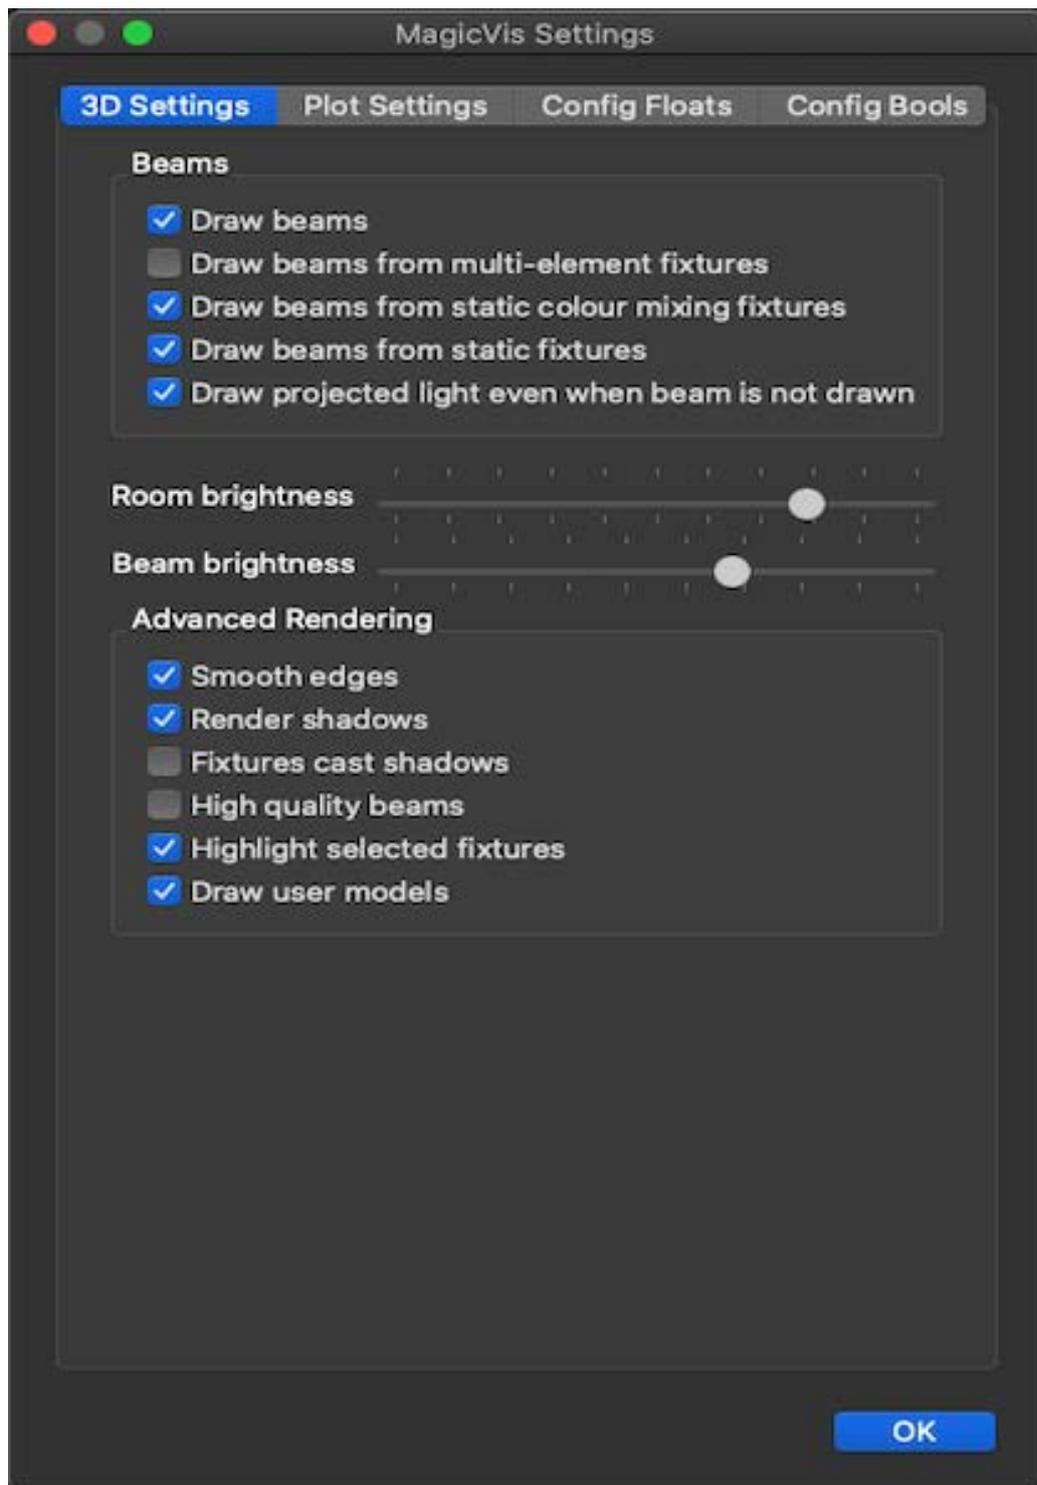 MagicVis Settings
3D Settings Plot Settings Config Floats Config Bools
Beams
Draw beams
Draw beams from multi-element fixtures
Draw beams from static colour mixing fixtures
Draw beams from static fixtures
Draw projected light even when beam is not drawn
Room brightness
Beam brightness
Advanced Rendering
Smooth edges
Render shadows
Fixtures cast shadows
High quality beams
Highlight selected fixtures
Draw user models
OK